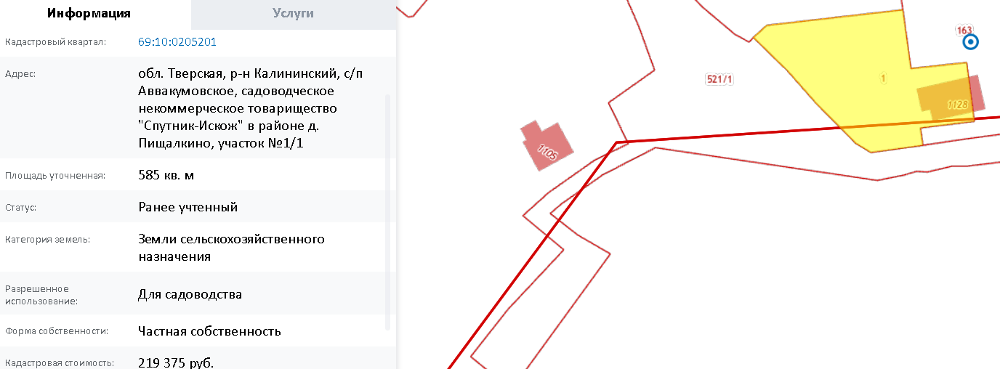 Информация
Услуги
Кадастровый квартал:
69:10:0205201
Адрес:
обл. Тверская, р-н Калининский, с/п
Аввакумовское, садоводческое
некоммерческое товарищество
"Спутник-Искож" в районе д.
Пищалкино, участок №1/1
Площадь уточненная:
585 кв. м
Статус:
Ранее учтенный
Категория земель:
Земли сельскохозяйственного
назначения
Разрешенное
использование:
Для садоводства
Форма собственности:
Частная собственность
Кадастровая стоимость:
219 375 руб.
163
521/1
1
1128
1105